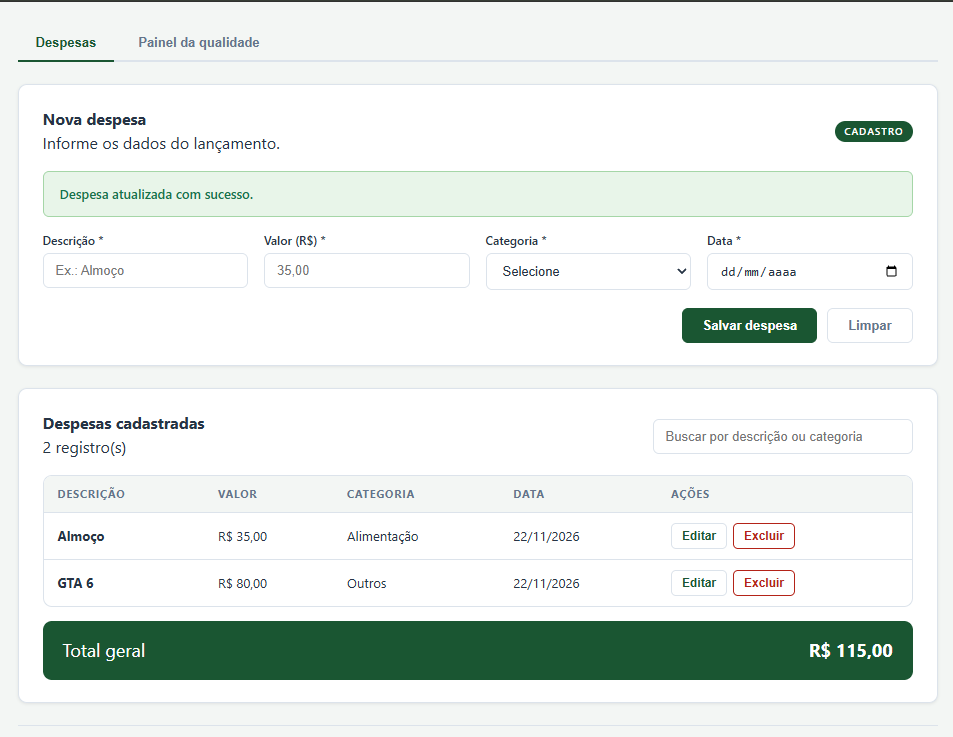 Despesas Painel da qualidade
Nova despesa
Informe os dados do lançamento.
CADASTRO
Despesa atualizada com sucesso.
Descrição * Valor (R$) * Categoria * Data *
Ex.: Almoço 35,00 Selecione dd/mm/aaaa
Salvar despesa Limpar
Despesas cadastradas
2 registro(s)
Buscar por descrição ou categoria
DESCRIÇÃO VALOR CATEGORIA DATA AÇÕES
Almoço R$ 35,00 Alimentação 22/11/2026 Editar Excluir
GTA 6 R$ 80,00 Outros 22/11/2026 Editar Excluir
Total geral R$ 115,00